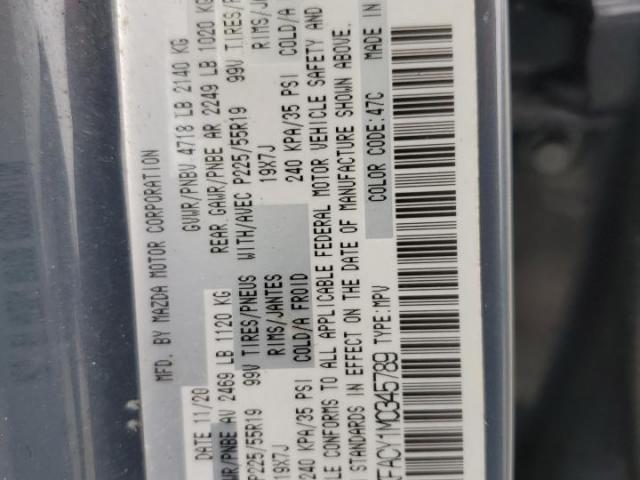 MFD. BY MAZDA MOTOR CORPORATION
DATE 11/20 GVWR/PNBV 4718 LB 2140 KG
GAWR/PNBE AV 2469 LB 1120 KG REAR GAWR/PNBE AR 2249 LB 1020 KG
P225/55R19 99V TIRES/PNEUS WITH/AVEC P225/55R19 99V TIRES/
19X7J RIMS/JANTES 19X7J RIMS/JAN
240 KPA/35 PSI COLD/A FROID 240 KPA/35 PSI COLD/A
LE CONFORMS TO ALL APPLICABLE FEDERAL MOTOR VEHICLE SAFETY AND
STANDARDS IN EFFECT ON THE DATE OF MANUFACTURE SHOWN ABOVE.
FACY1M0345789 TYPE:MPV COLOR CODE:47C MADE IN